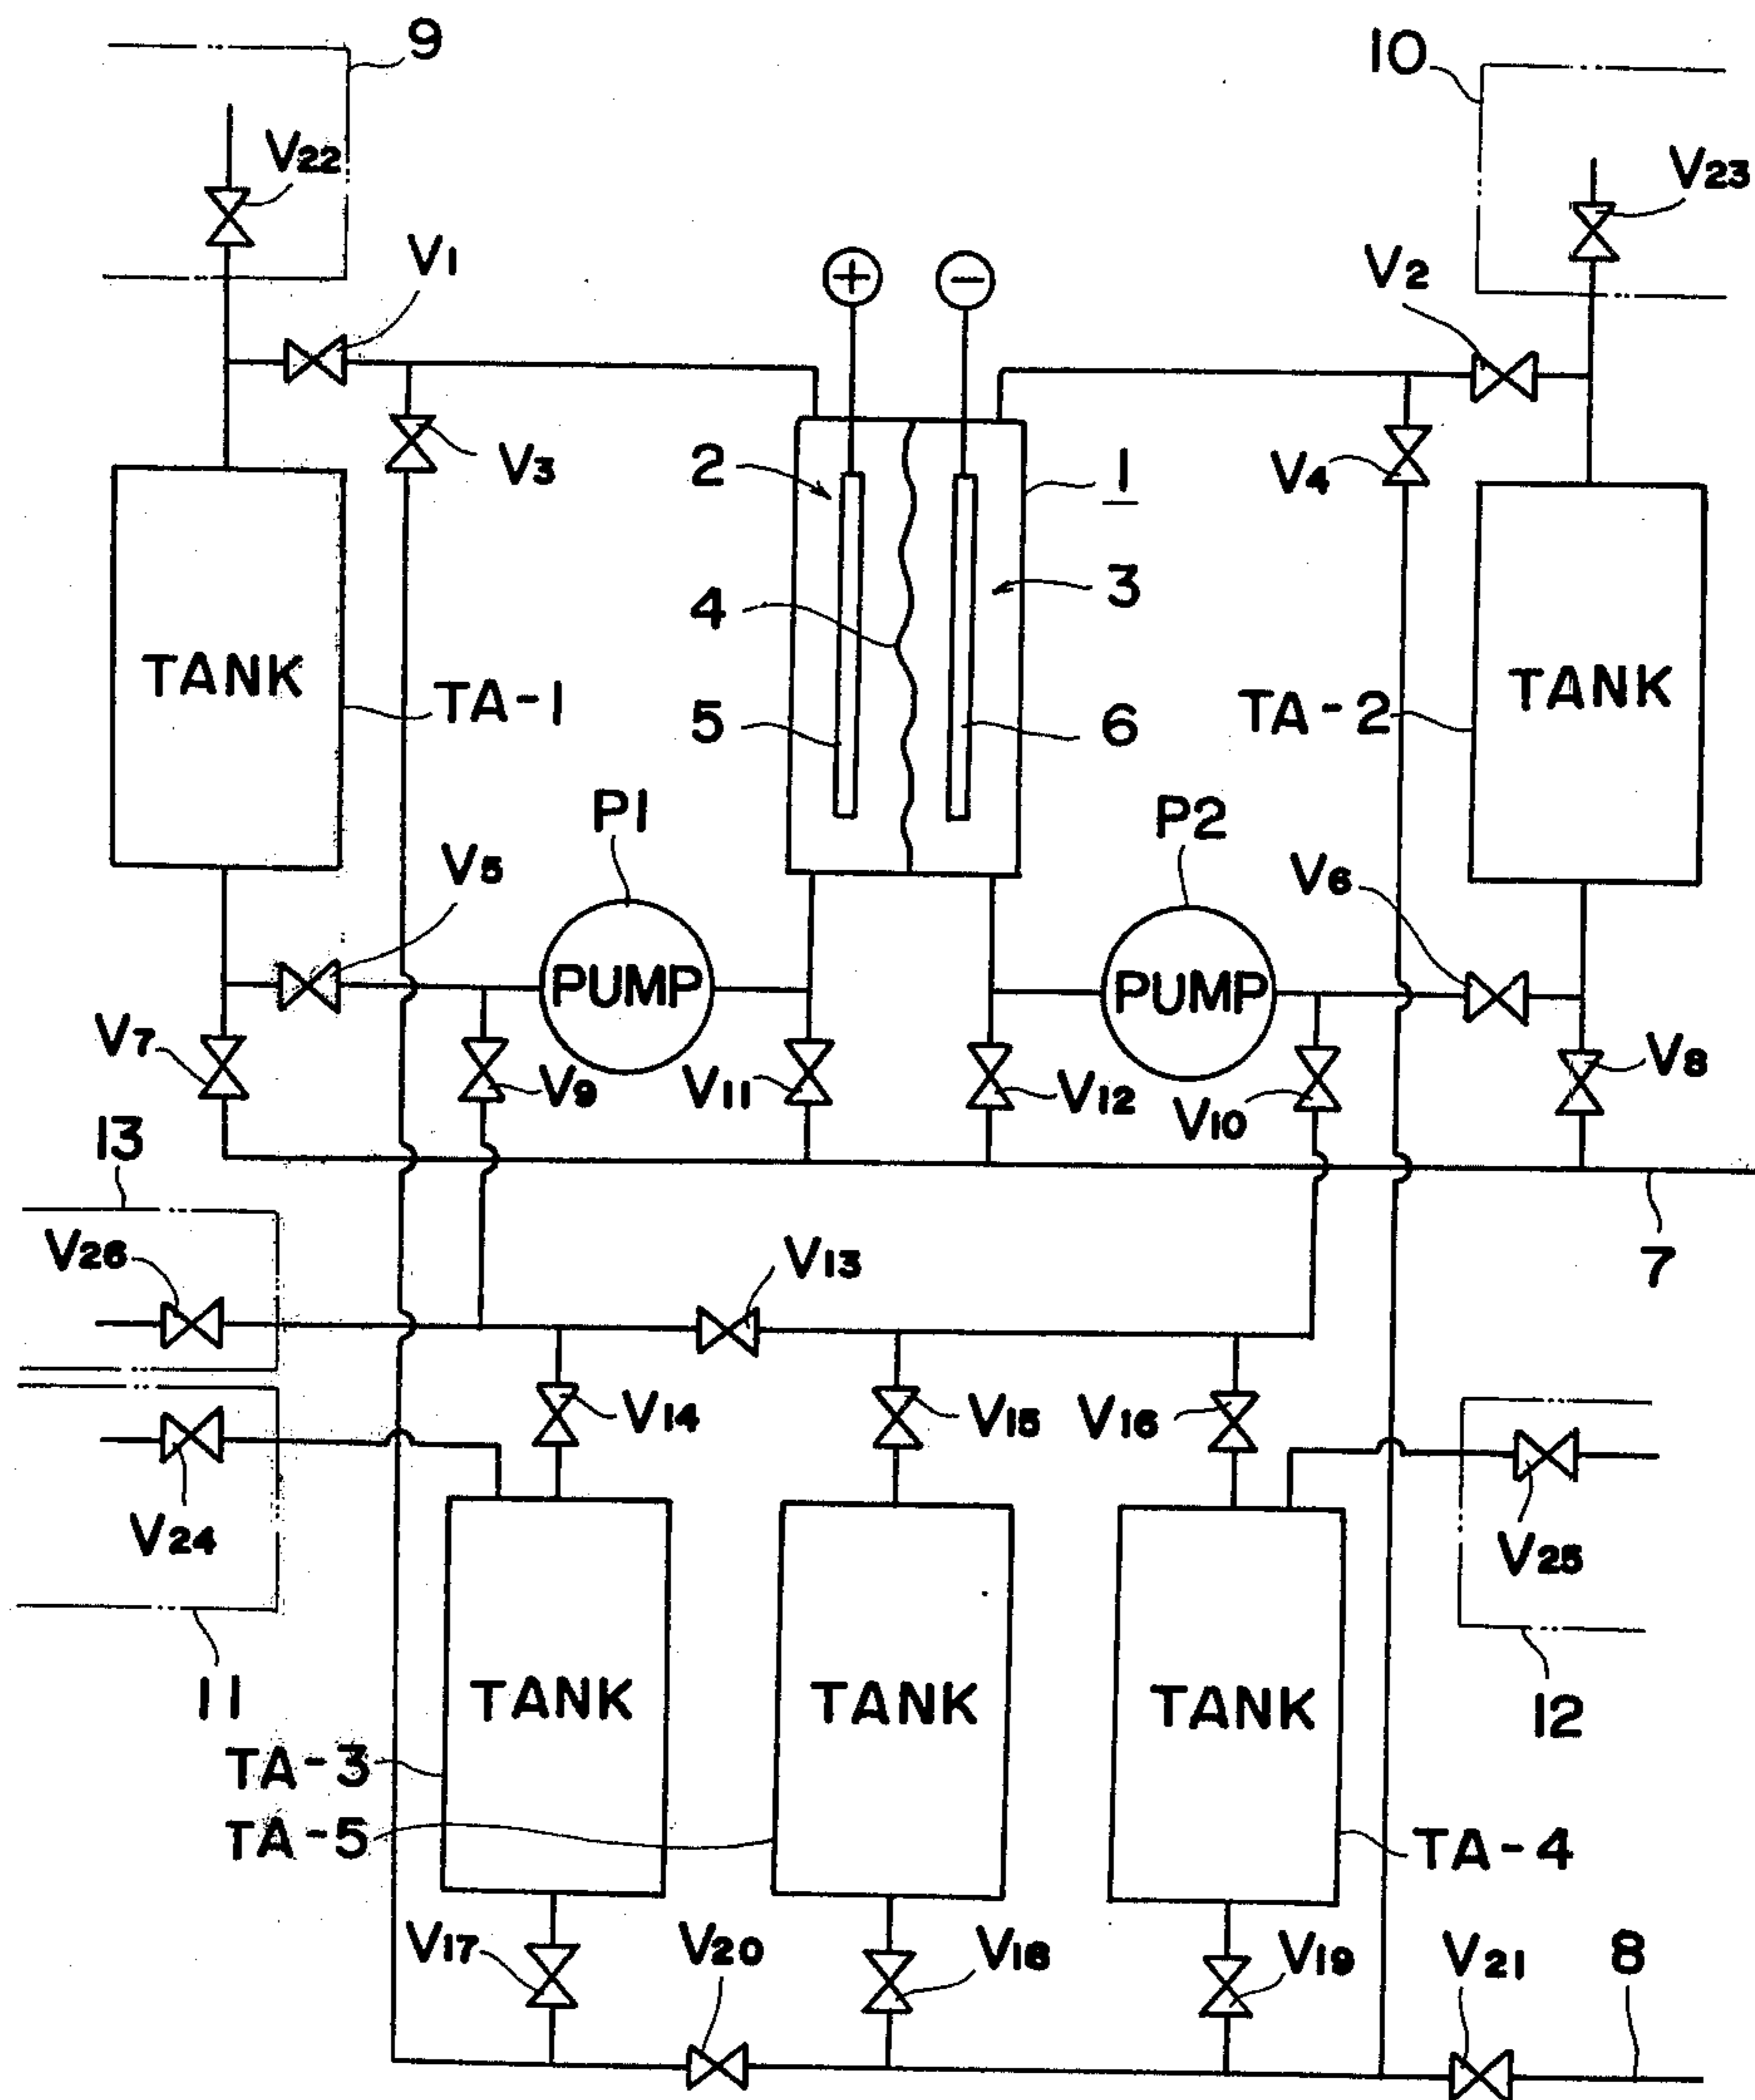 9
10
V22
V23
V1
V2
+
−
V3
2
1
V4
4
3
TANK
TA-1
5
6
TA-2
TANK
P1
P2
V5
V6
PUMP
PUMP
V7
V9
V11
V12
V10
V8
13
V26
V13
7
V14
V15
V16
V24
V25
11
TANK
TANK
TANK
12
TA-3
TA-5
TA-4
V17
V20
V18
V19
V21
8